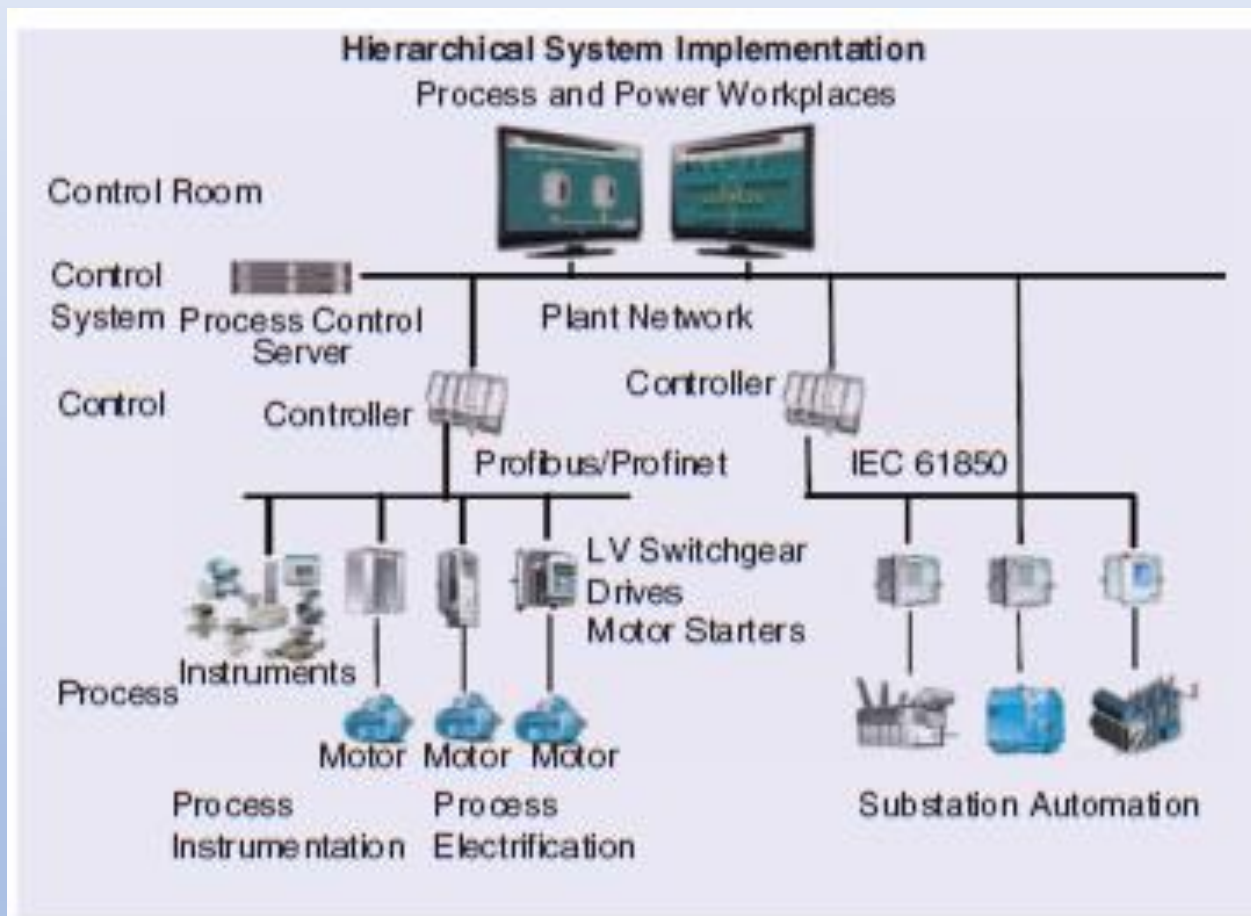 Hierarchical System Implementation
Process and Power Workplaces
Control Room
Control
System
Process Control
Server
Plant Network
Control
Controller
Controller
Profibus/Profinet
IEC 61850
LV Switchgear
Drives
Motor Starters
Instruments
Process
Motor Motor Motor
Process
Instrumentation
Process
Electrification
Substation Automation